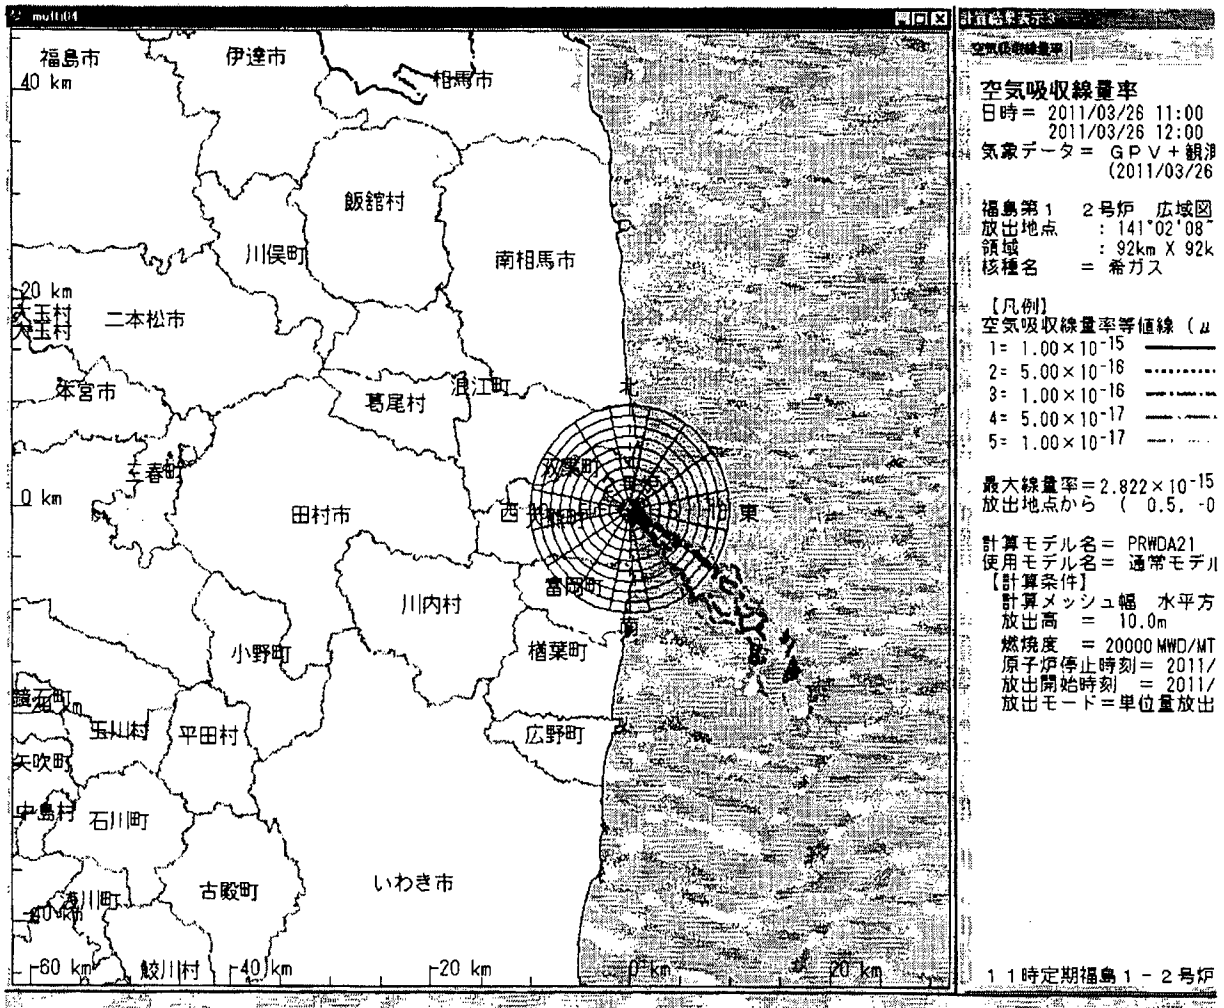 multi04
計算結果表示3
空気吸収線量率
空気吸収線量率
日時= 2011/03/26 11:00
2011/03/26 12:00
気象データ= GPV+観測
(2011/03/26
福島第1 2号炉 広域図
放出地点 : 141°02'08"
領域 : 92km X 92k
核種名 = 希ガス
【凡例】
空気吸収線量率等値線 (μ
1= 1.00×10⁻¹⁵
2= 5.00×10⁻¹⁶
3= 1.00×10⁻¹⁶
4= 5.00×10⁻¹⁷
5= 1.00×10⁻¹⁷
最大線量率=2.822×10⁻¹⁵
放出地点から ( 0.5, -0
計算モデル名= PRWDA21
使用モデル名= 通常モデル
【計算条件】
計算メッシュ幅 水平方
放出高 = 10.0m
燃焼度 = 20000MWD/MT
原子炉停止時刻= 2011/
放出開始時刻 = 2011/
放出モード=単位量放出
11時定期福島1-2号炉
福島市
伊達市
相馬市
40 km
飯舘村
川俣町
南相馬市
20 km
大玉村
大玉村
二本松市
本宮市
浪江町
北
葛尾村
三春町
双葉町
0 km
田村市
西
東
富岡町
川内村
南
小野町
楢葉町
鏡石町
玉川村
平田村
広野町
矢吹町
中島村
石川町
浅川町
古殿町
いわき市
-40 km
鮫川村
-60 km
-40 km
-20 km
0 km
20 km